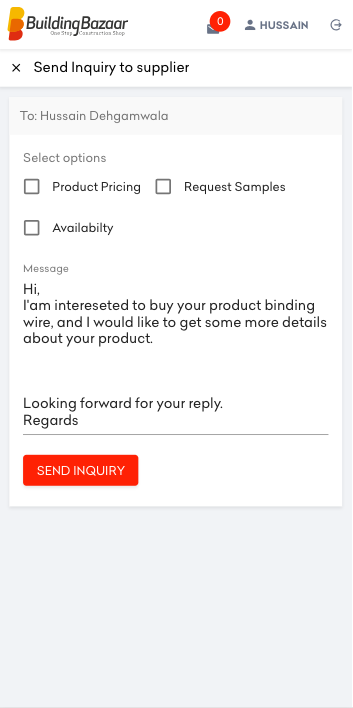 BuildingBazaar
One Stop Construction Shop
0
HUSSAIN
× Send Inquiry to supplier
To: Hussain Dehgamwala
Select options
Product Pricing
Request Samples
Availabilty
Message
Hi,
I'am intereseted to buy your product binding
wire, and I would like to get some more details
about your product.
Looking forward for your reply.
Regards
SEND INQUIRY